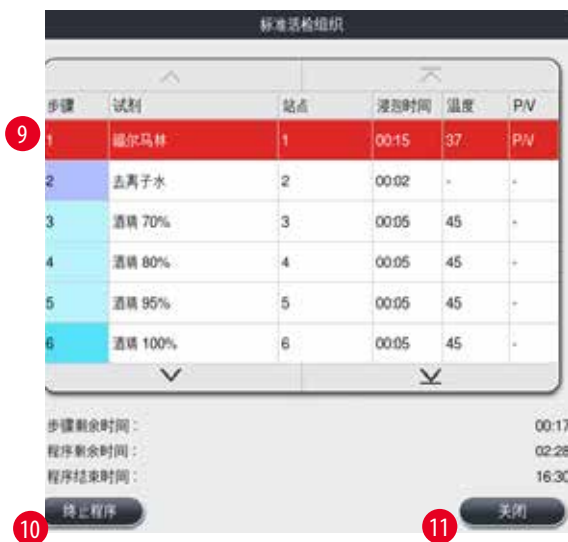 标准活检组织
步骤 试剂 站点 浸泡时间 温度 P/V
9
1 福尔马林 1 00:15 37 P/V
2 去离子水 2 00:02 - -
3 酒精 70% 3 00:05 45 -
4 酒精 80% 4 00:05 45 -
5 酒精 95% 5 00:05 45 -
6 酒精 100% 6 00:05 45 -
步骤剩余时间： 00:17
程序剩余时间： 02:28
程序结束时间： 16:30
10 终止程序 11 关闭